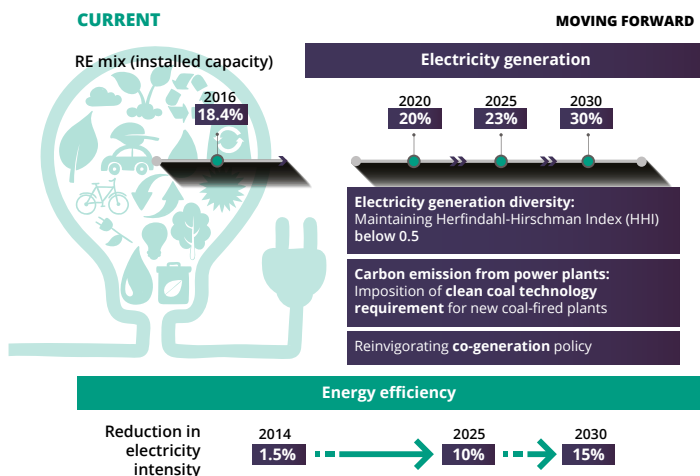 CURRENT
MOVING FORWARD
RE mix (installed capacity)
Electricity generation
2016
18.4%
2020
20%
2025
23%
2030
30%
Electricity generation diversity:
Maintaining Herfindahl-Hirschman Index (HHI)
below 0.5
Carbon emission from power plants:
Imposition of clean coal technology
requirement for new coal-fired plants
Reinvigorating co-generation policy
Energy efficiency
Reduction in
electricity
intensity
2014
1.5%
2025
10%
2030
15%